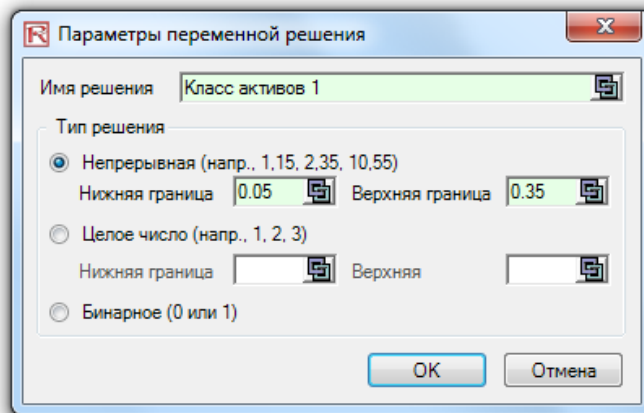 Параметры переменной решения
Имя решения Класс активов 1
Тип решения
Непрерывная (напр., 1,15, 2,35, 10,55)
Нижняя граница 0.05 Верхняя граница 0.35
Целое число (напр., 1, 2, 3)
Нижняя граница Верхняя
Бинарное (0 или 1)
OK Отмена